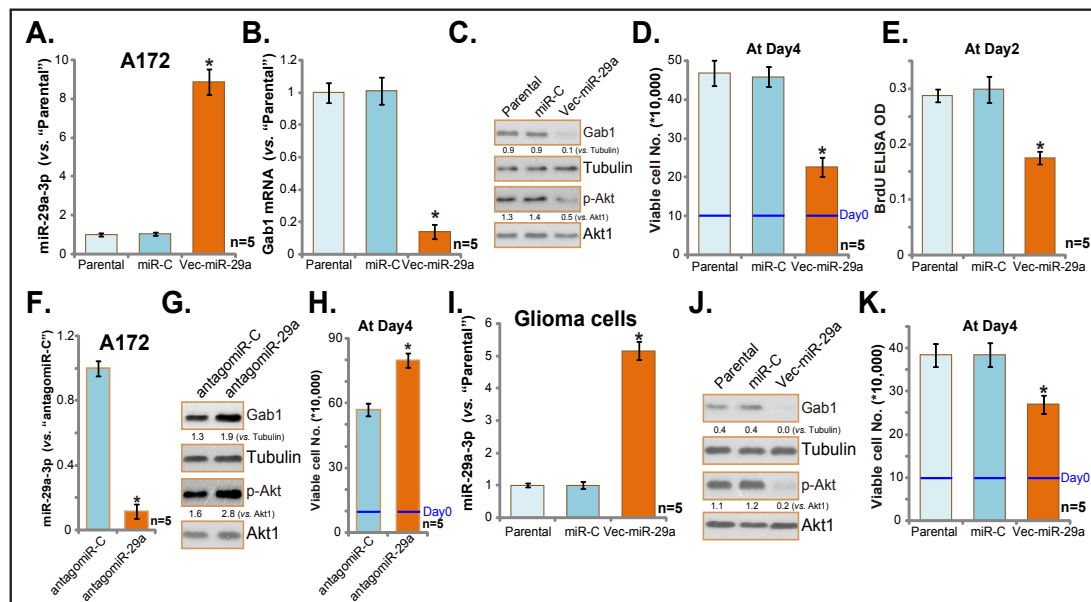 A.
A172
miR-29a-3p (vs. “Parental”)
10
8
6
4
2
0
*
n=5
Parental miR-C Vec-miR-29a
B.
Gab1 mRNA (vs. “Parental”)
1.2
1
0.8
0.6
0.4
0.2
0
*
n=5
Parental miR-C Vec-miR-29a
C.
Parental
miR-C
Vec-miR-29a
Gab1
0.9 0.9 0.1 (vs. Tubulin)
Tubulin
p-Akt
1.3 1.4 0.5 (vs. Akt1)
Akt1
D.
At Day4
Viable cell No. (*10,000)
50
40
30
20
10
0
*
Day0
n=5
Parental miR-C Vec-miR-29a
E.
At Day2
BrdU ELISA OD
0.3
0.2
0.1
0
*
n=5
Parental miR-C Vec-miR-29a
F.
A172
miR-29a-3p (vs. “antagomiR-C”)
1.2
0.8
0.4
0
*
n=5
antagomiR-C
antagomiR-29a
G.
antagomiR-C
antagomiR-29a
Gab1
1.3 1.9 (vs. Tubulin)
Tubulin
p-Akt
1.6 2.8 (vs. Akt1)
Akt1
H.
At Day4
Viable cell No. (*10,000)
90
60
30
0
*
Day0
n=5
antagomiR-C
antagomiR-29a
I.
Glioma cells
miR-29a-3p (vs. “Parental”)
6
5
4
3
2
1
0
*
n=5
Parental miR-C Vec-miR-29a
J.
Parental
miR-C
Vec-miR-29a
Gab1
0.4 0.4 0.0 (vs. Tubulin)
Tubulin
p-Akt
1.1 1.2 0.2 (vs. Akt1)
Akt1
K.
At Day4
Viable cell No. (*10,000)
40
30
20
10
0
*
Day0
n=5
Parental miR-C Vec-miR-29a